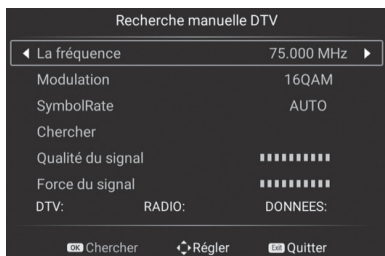 Recherche manuelle DTV
La fréquence 75.000 MHz
Modulation 16QAM
SymbolRate AUTO
Chercher
Qualité du signal
Force du signal
DTV: RADIO: DONNEES:
OK Chercher Régler Exit Quitter